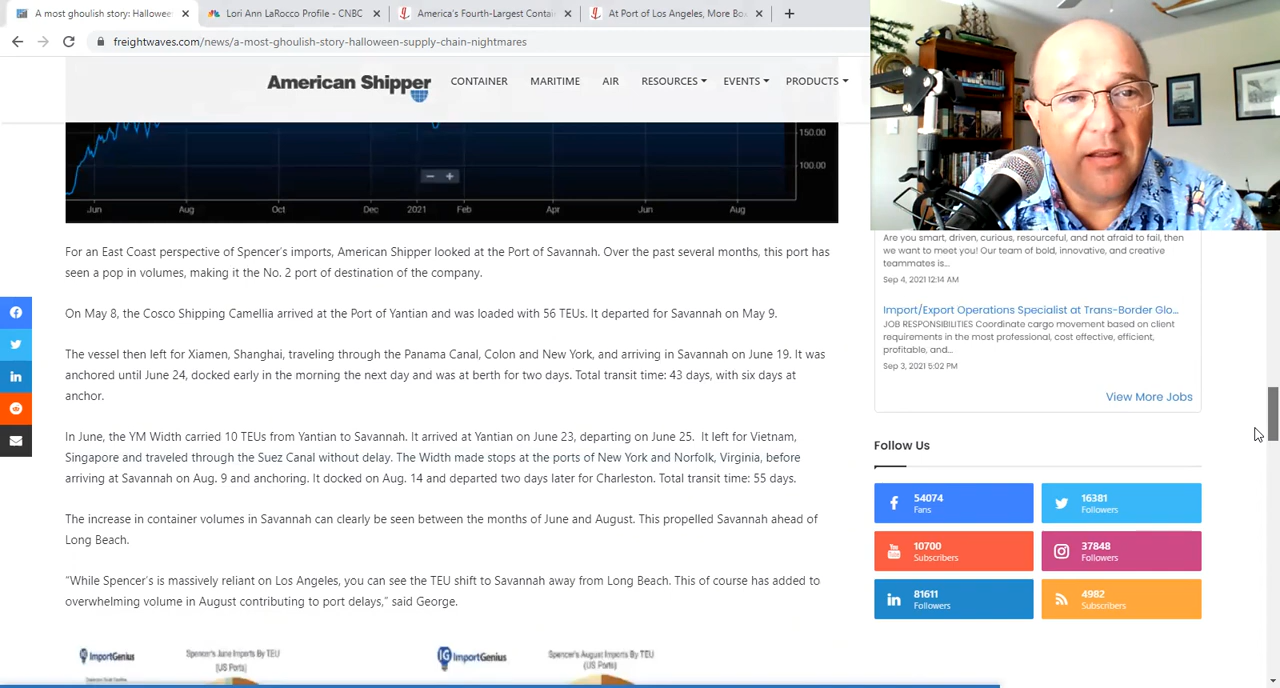 A most ghoulish story: Hallowee
Lori Ann LaRocco Profile - CNBC
America's Fourth-Largest Contai
At Port of Los Angeles, More Bo
freightwaves.com/news/a-most-ghoulish-story-halloween-supply-chain-nightmares
American Shipper
CONTAINER MARITIME AIR RESOURCES EVENTS PRODUCTS
150.00
100.00
Jun Aug Oct Dec 2021 Feb Apr Jun Aug
For an East Coast perspective on Spencer's imports, American Shipper looked at the Port of Savannah. Over the past several months, this port has
seen a pop in volumes, making it the No. 2 port of destination of the company.
On May 8, the Cosco Shipping Camellia arrived at the Port of Yantian and was loaded with 56 TEUs. It departed for Savannah on May 9.
The vessel then left for Xiamen, Shanghai, traveling through the Panama Canal, Colon and New York, and arriving in Savannah on June 19. It was
anchored until June 24, docked early in the morning the next day and was at berth for two days. Total transit time: 43 days, with six days at
anchor.
In June, the YM Width carried 10 TEUs from Yantian to Savannah. It arrived at Yantian on June 23, departing on June 25. It left for Vietnam,
Singapore and traveled through the Suez Canal without delay. The Width made stops at the ports of New York and Norfolk, Virginia, before
arriving at Savannah on Aug. 9 and anchoring. It docked on Aug. 14 and departed two days later for Charleston. Total transit time: 55 days.
The increase in container volumes in Savannah can clearly be seen between the months of June and August. This propelled Savannah ahead of
Long Beach.
“While Spencer's is massively reliant on Los Angeles, you can see the TEU shift to Savannah away from Long Beach. This of course has added to
overwhelming volume in August contributing to port delays,” said George.
ImportGenius
Spencer's June Imports By TEU
(US Ports)
IG ImportGenius
Spencer's August Imports By TEU
(US Ports)
Are you smart, driven, curious, resourceful, and not afraid to fail, then
we want to meet you! Our team of bold, innovative, and creative
teammates is...
Sep 4, 2021 12:14 AM
Import/Export Operations Specialist at Trans-Border Glo...
JOB RESPONSIBILITIES Coordinate cargo movement based on client
requirements in the most professional, cost effective, efficient,
profitable, and...
Sep 3, 2021 5:02 PM
View More Jobs
Follow Us
54074
Fans
16381
Followers
10700
Subscribers
37848
Followers
81611
Followers
4982
Subscribers